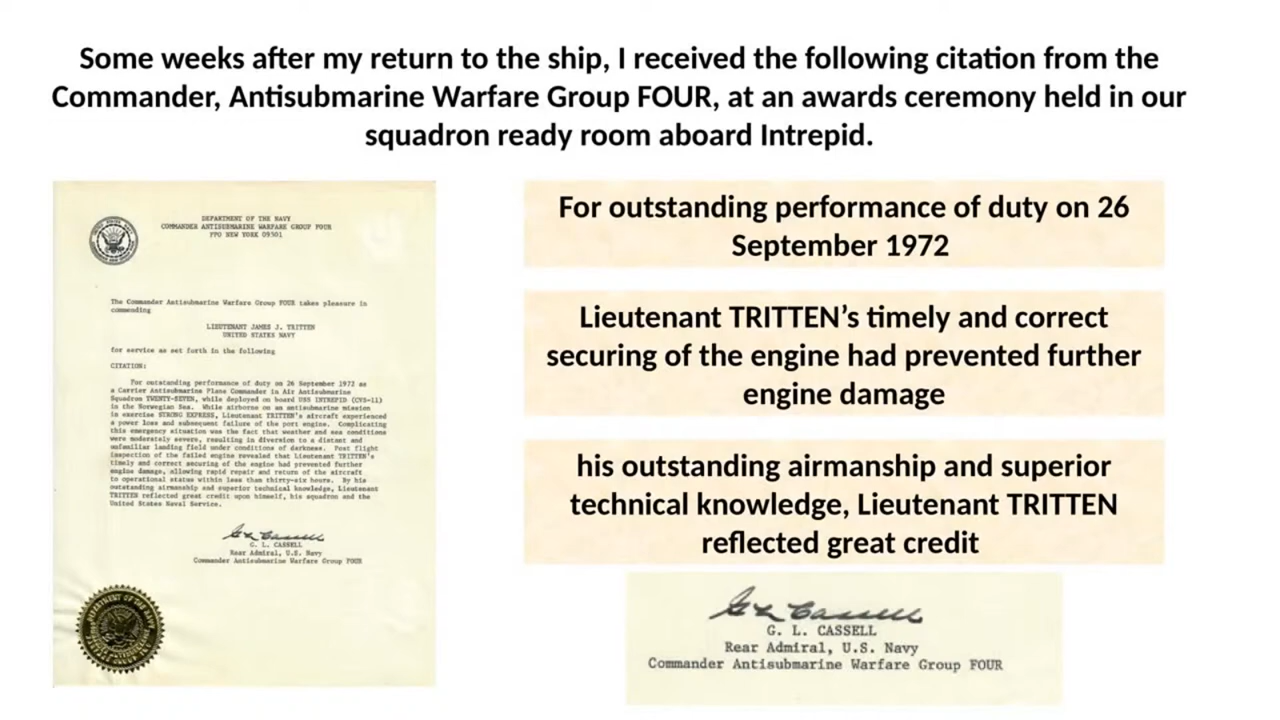 Some weeks after my return to the ship, I received the following citation from the
Commander, Antisubmarine Warfare Group FOUR, at an awards ceremony held in our
squadron ready room aboard Intrepid.
DEPARTMENT OF THE NAVY
COMMANDER ANTISUBMARINE WARFARE GROUP FOUR
FPO NEW YORK 09501
The Commander Antisubmarine Warfare Group FOUR takes pleasure in
commending
LIEUTENANT JAMES J. TRITTEN
UNITED STATES NAVY
for service as set forth in the following
CITATION:
For outstanding performance of duty on 26 September 1972 as
a Carrier Antisubmarine Plane Commander in Air Antisubmarine
Squadron TWENTY-SEVEN, while deployed on board USS INTREPID (CVS-11)
in the Norwegian Sea. While airborne on an antisubmarine mission
in exercise STRONG EXPRESS, Lieutenant TRITTEN's aircraft experienced
a power loss and subsequent failure of the port engine. Complicating
this emergency situation was the fact that weather and sea conditions
were moderately severe, resulting in diversion to a distant and
unfamiliar landing field under conditions of darkness. Post flight
inspection of the failed engine revealed that Lieutenant TRITTEN's
timely and correct securing of the engine had prevented further
engine damage, allowing rapid repair and return of the aircraft
to operational status within less than thirty-six hours. By his
outstanding airmanship and superior technical knowledge, Lieutenant
TRITTEN reflected great credit upon himself, his squadron and the
United States Naval Service.
G. L. CASSELL
Rear Admiral, U.S. Navy
Commander Antisubmarine Warfare Group FOUR
For outstanding performance of duty on 26
September 1972
Lieutenant TRITTEN’s timely and correct
securing of the engine had prevented further
engine damage
his outstanding airmanship and superior
technical knowledge, Lieutenant TRITTEN
reflected great credit
G L Cassell
G. L. CASSELL
Rear Admiral, U.S. Navy
Commander Antisubmarine Warfare Group FOUR